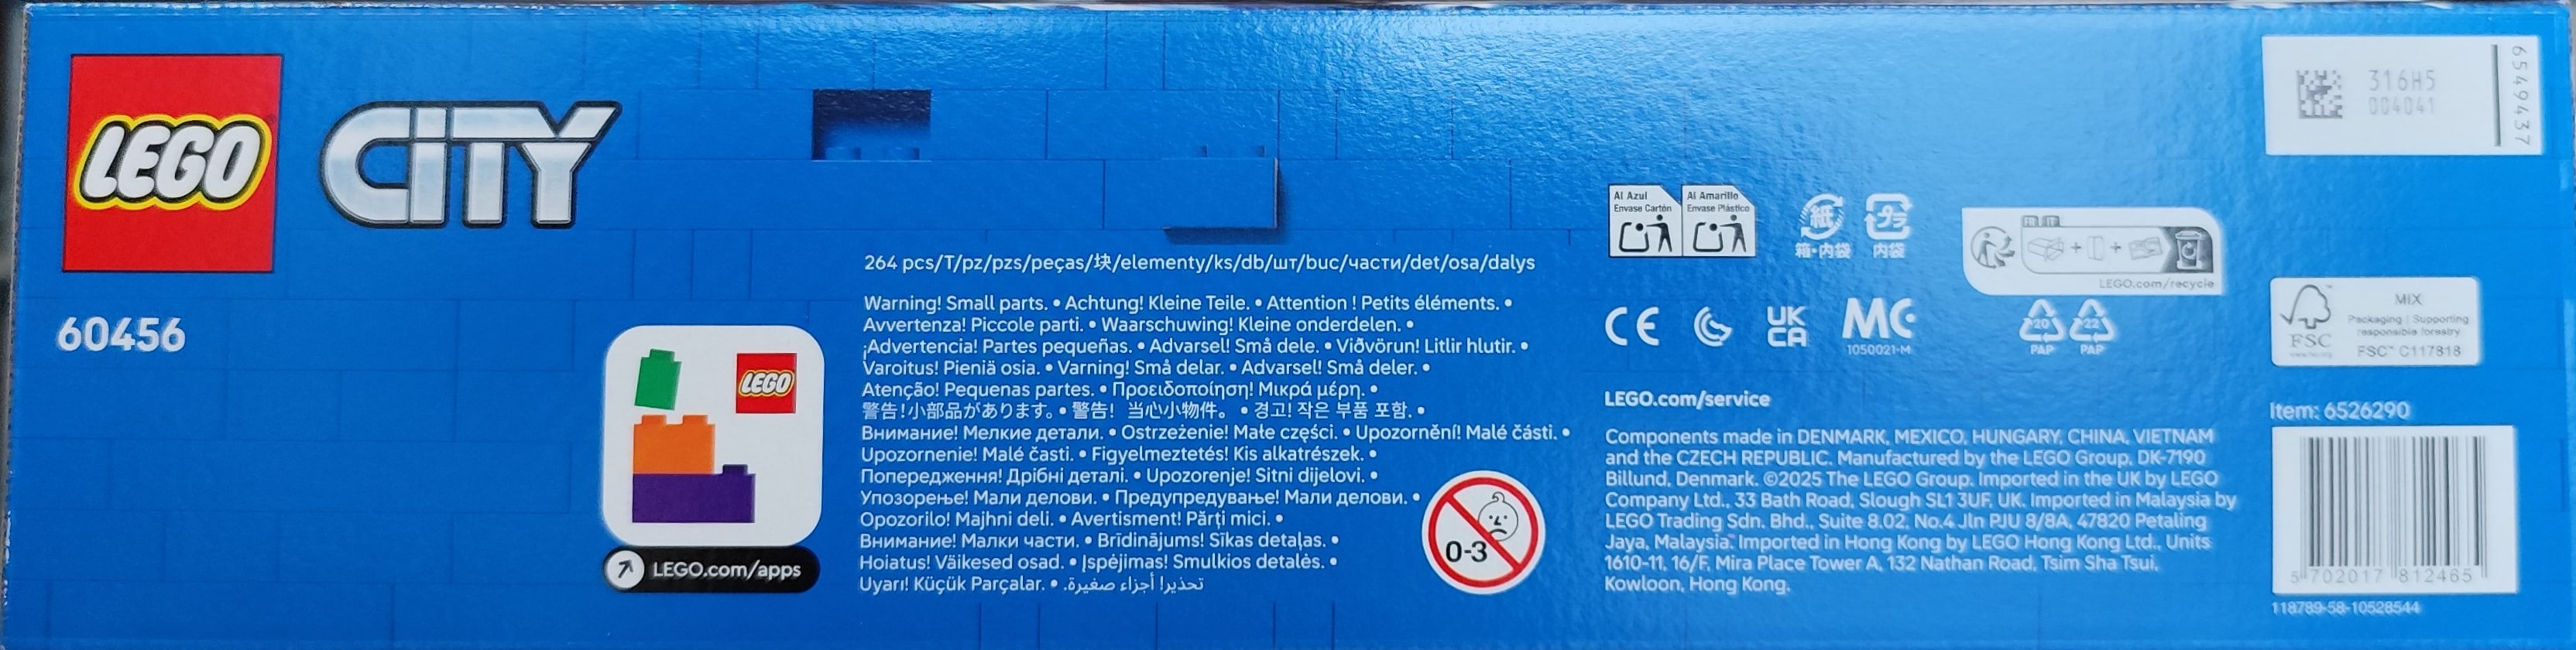 LEGO
CITY
60456
LEGO
LEGO.com/apps
264 pcs/T/pz/pzs/peças/块/elementy/ks/db/шт/buc/части/det/osa/dalys
Warning! Small parts. • Achtung! Kleine Teile. • Attention ! Petits éléments. •
Avvertenza! Piccole parti. • Waarschuwing! Kleine onderdelen. •
¡Advertencia! Partes pequeñas. • Advarsel! Små dele. • Viðvörun! Litlir hlutir. •
Varoitus! Pieniä osia. • Varning! Små delar. • Advarsel! Små deler. •
Atenção! Pequenas partes. • Προειδοποίηση! Μικρά μέρη. •
警告!小部品があります。• 警告! 当心小物件。 • 경고! 작은 부품 포함. •
Внимание! Мелкие детали. • Ostrzeżenie! Małe części. • Upozornění! Malé části. •
Upozornenie! Malé časti. • Figyelmeztetés! Kis alkatrészek. •
Попередження! Дрібні деталі. • Upozorenje! Sitni dijelovi. •
Упозорење! Мали делови. • Предупредување! Мали делови. •
Opozorilo! Majhni deli. • Avertisment! Părți mici. •
Внимание! Малки части. • Brīdinājums! Sīkas detaļas. •
Hoiatus! Väikesed osad. • Įspėjimas! Smulkios detalės. •
Uyarı! Küçük Parçalar. • تحذير! أجزاء صغيرة.
0-3
Al Azul
Envase Cartón
Al Amarillo
Envase Plástico
紙
箱・内袋
プラ
内袋
FR IT
+ +
LEGO.com/recycle
CE
UK
CA
MC
1050021-M
20
PAP
22
PAP
LEGO.com/service
Components made in DENMARK, MEXICO, HUNGARY, CHINA, VIETNAM
and the CZECH REPUBLIC. Manufactured by the LEGO Group, DK-7190
Billund, Denmark. ©2025 The LEGO Group. Imported in the UK by LEGO
Company Ltd., 33 Bath Road, Slough SL1 3UF, UK. Imported in Malaysia by
LEGO Trading Sdn. Bhd., Suite 8.02, No.4 Jln PJU 8/8A, 47820 Petaling
Jaya, Malaysia. Imported in Hong Kong by LEGO Hong Kong Ltd., Units
1610-11, 16/F, Mira Place Tower A, 132 Nathan Road, Tsim Sha Tsui,
Kowloon, Hong Kong.
316H5
004041
6549437
FSC
www.fsc.org
MIX
Packaging | Supporting
responsible forestry
FSC™ C117818
Item: 6526290
5 702017 812465
118789-58-10528544